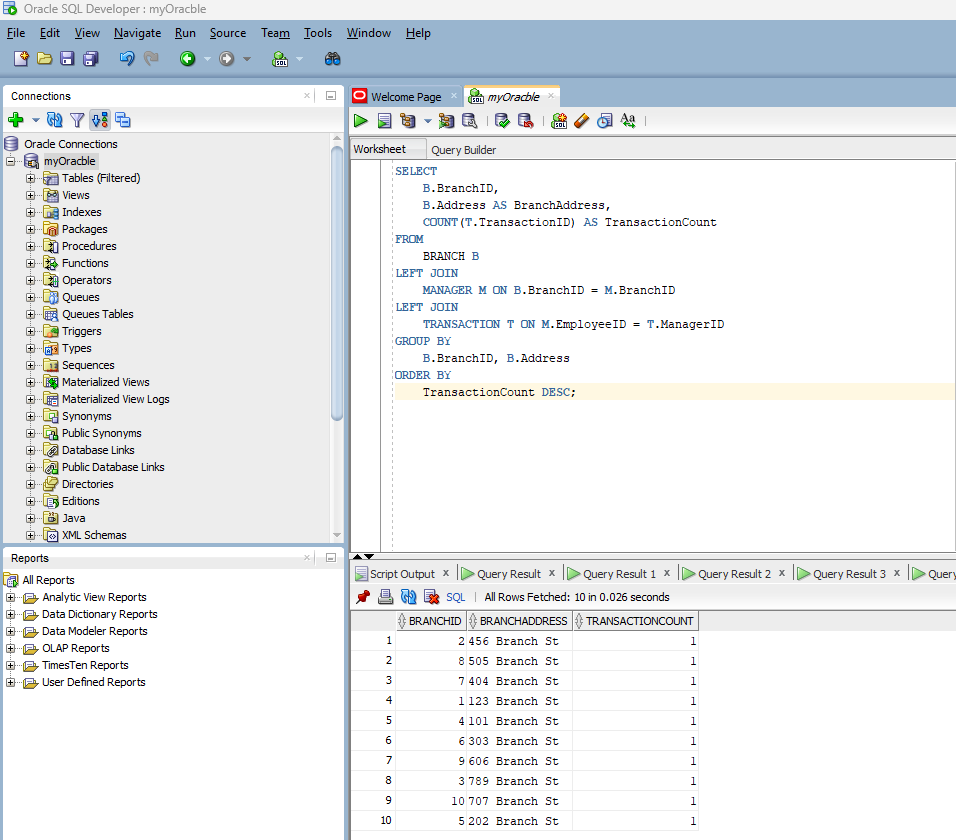 Oracle SQL Developer : myOracble
File Edit View Navigate Run Source Team Tools Window Help
SQL
Connections
Oracle Connections
myOracble
Tables (Filtered)
Views
Indexes
Packages
Procedures
Functions
Operators
Queues
Queues Tables
Triggers
Types
Sequences
Materialized Views
Materialized View Logs
Synonyms
Public Synonyms
Database Links
Public Database Links
Directories
Editions
Java
XML Schemas
Reports
All Reports
Analytic View Reports
Data Dictionary Reports
Data Modeler Reports
OLAP Reports
TimesTen Reports
User Defined Reports
Welcome Page myOracble
Worksheet Query Builder
SELECT
B.BranchID,
B.Address AS BranchAddress,
COUNT(T.TransactionID) AS TransactionCount
FROM
BRANCH B
LEFT JOIN
MANAGER M ON B.BranchID = M.BranchID
LEFT JOIN
TRANSACTION T ON M.EmployeeID = T.ManagerID
GROUP BY
B.BranchID, B.Address
ORDER BY
TransactionCount DESC;
Script Output Query Result Query Result 1 Query Result 2 Query Result 3 Query
SQL All Rows Fetched: 10 in 0.026 seconds
BRANCHID BRANCHADDRESS TRANSACTIONCOUNT
1 2 456 Branch St 1
2 8 505 Branch St 1
3 7 404 Branch St 1
4 1 123 Branch St 1
5 4 101 Branch St 1
6 6 303 Branch St 1
7 9 606 Branch St 1
8 3 789 Branch St 1
9 10 707 Branch St 1
10 5 202 Branch St 1